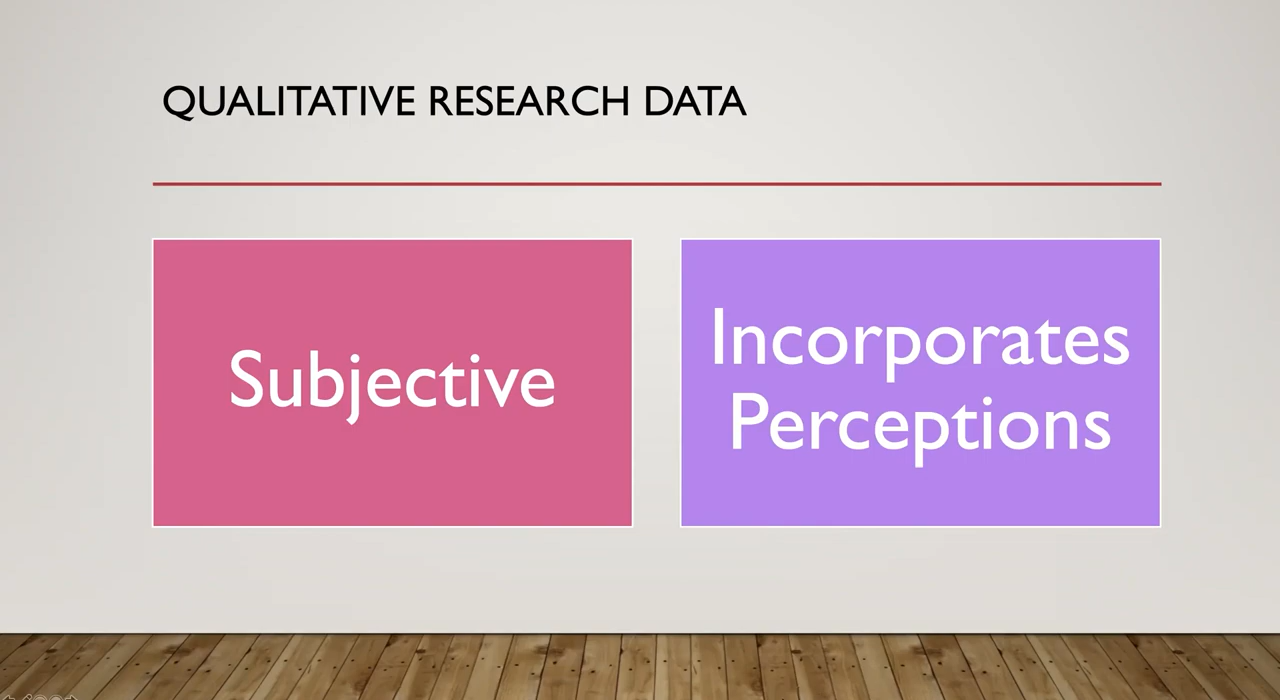 QUALITATIVE RESEARCH DATA
Subjective
Incorporates
Perceptions